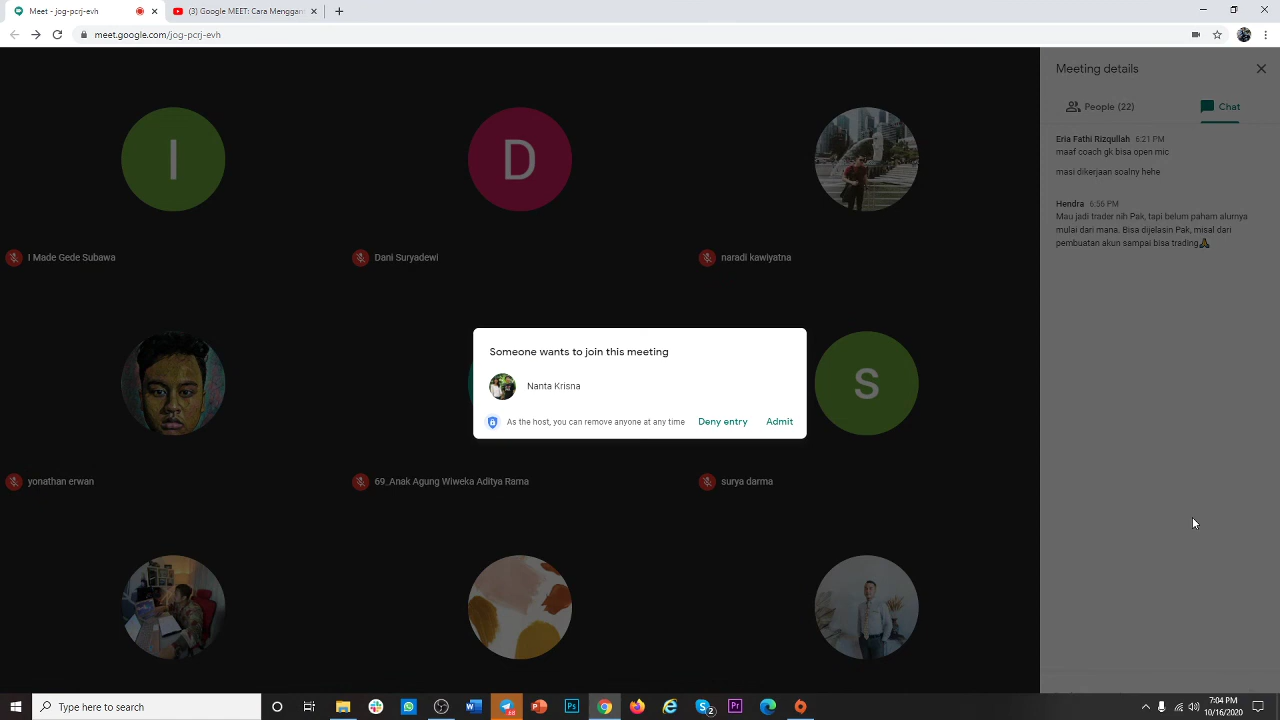 Meet - jog-pcrj-evh
(3) Google MEET: Cara Menggan
meet.google.com/jog-pcrj-evh
Meeting details
People (22)
Chat
Eria Fathi Rizqullah 6:21 PM
maaf coach gk bisa open mic
masi dikerjaan soalny hehe
Hendra 6:56 PM
Mau jadi trader nih Pak, tapi belum paham alurnya
mulai dari mana. Bisa dijelasin Pak, misal dari
pembuatan akun sampai bisa trading🙏
I
D
I Made Gede Subawa
Dani Suryadewi
naradi kawiyatna
Someone wants to join this meeting
Nanta Krisna
As the host, you can remove anyone at any time
Deny entry
Admit
S
yonathan erwan
69_Anak Agung Wiweka Aditya Rama
surya darma
Type here to search
7:04 PM
10/16/2020